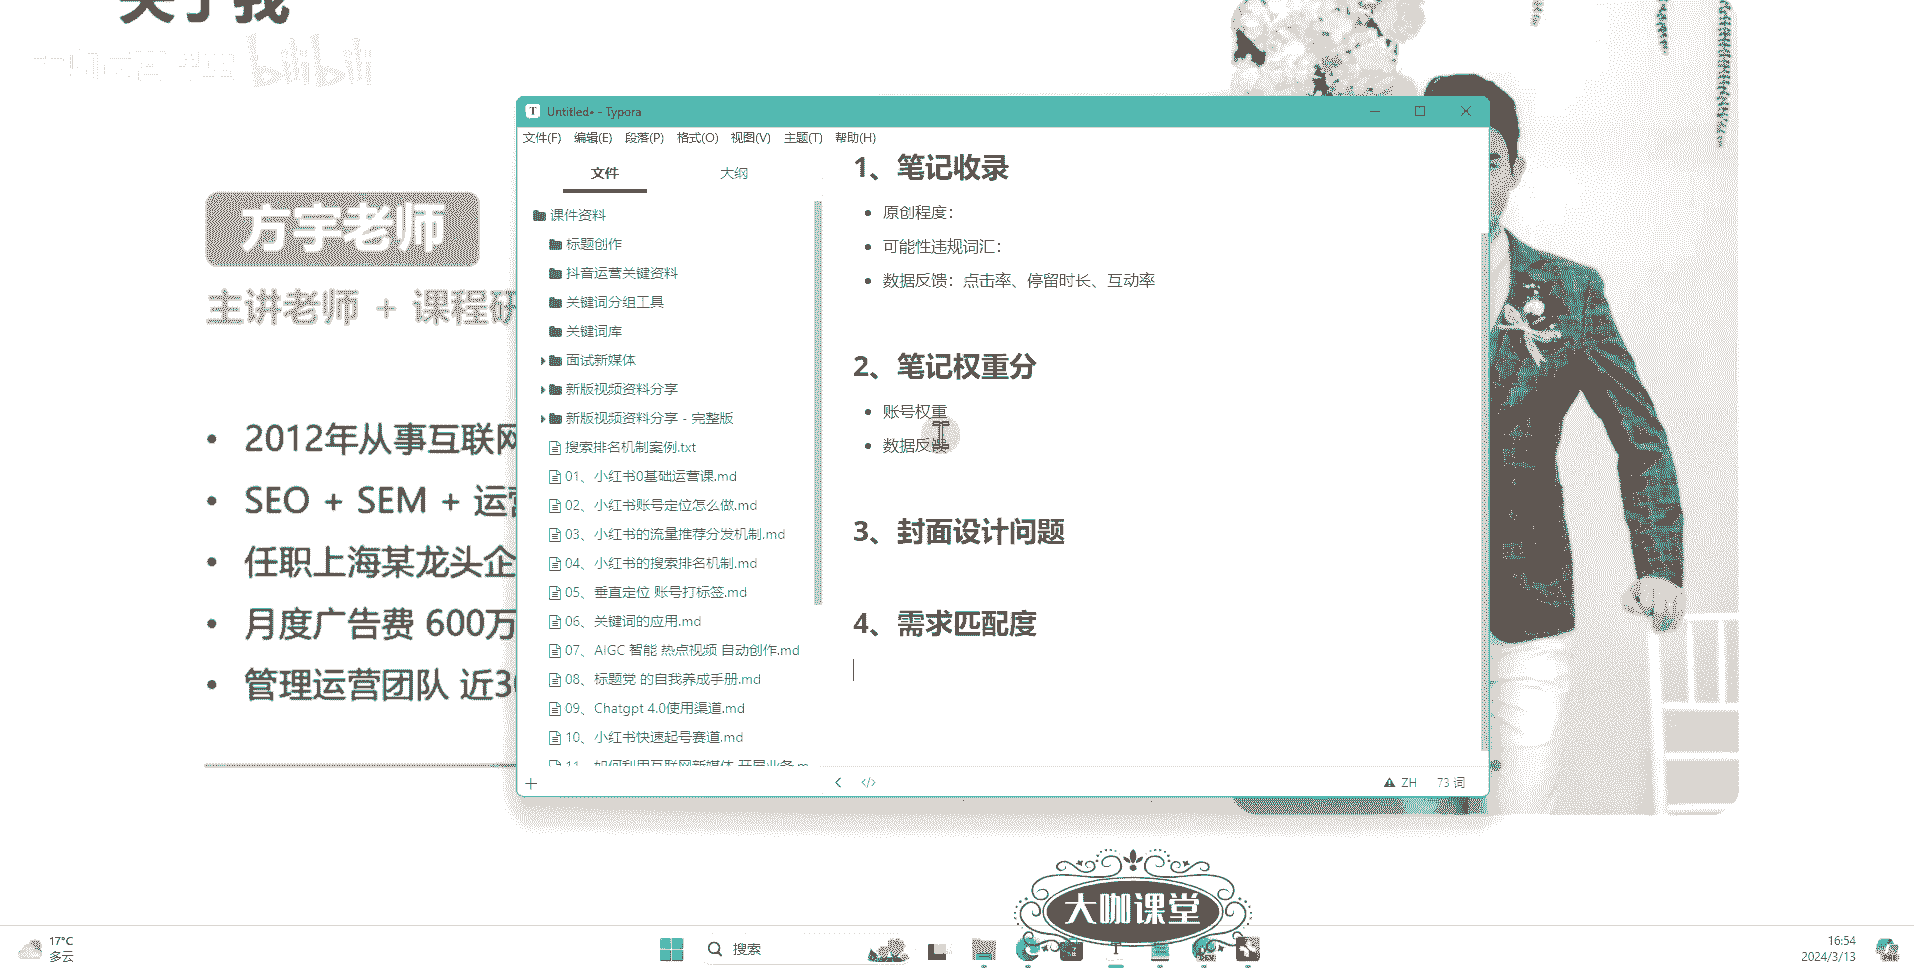 关于我
bilibili
方宇老师
主讲老师 + 课程研
2012年从事互联网
SEO + SEM + 运营
任职上海某龙头企
月度广告费 600万
管理运营团队 近30
Untitled• - Typora
文件(F) 编辑(E) 段落(P) 格式(O) 视图(V) 主题(T) 帮助(H)
文件 大纲
课件资料
标题创作
抖音运营关键资料
关键词分组工具
关键词库
面试新媒体
新版视频资料分享
新版视频资料分享 - 完整版
搜索排名机制案例.txt
01、小红书0基础运营课.md
02、小红书账号定位怎么做.md
03、小红书的流量推荐分发机制.md
04、小红书的搜索排名机制.md
05、垂直定位 账号打标签.md
06、关键词的应用.md
07、AIGC 智能 热点视频 自动创作.md
08、标题党 的自我养成手册.md
09、Chatgpt 4.0使用渠道.md
10、小红书快速起号赛道.md
11、如何利用互联网新媒体 开展业务.m
1、笔记收录
原创程度：
可能性违规词汇：
数据反馈：点击率、停留时长、互动率
2、笔记权重分
账号权重
数据反馈
3、封面设计问题
4、需求匹配度
ZH 73 词
大咖课堂
17°C
多云
搜索
16:54
2024/3/13